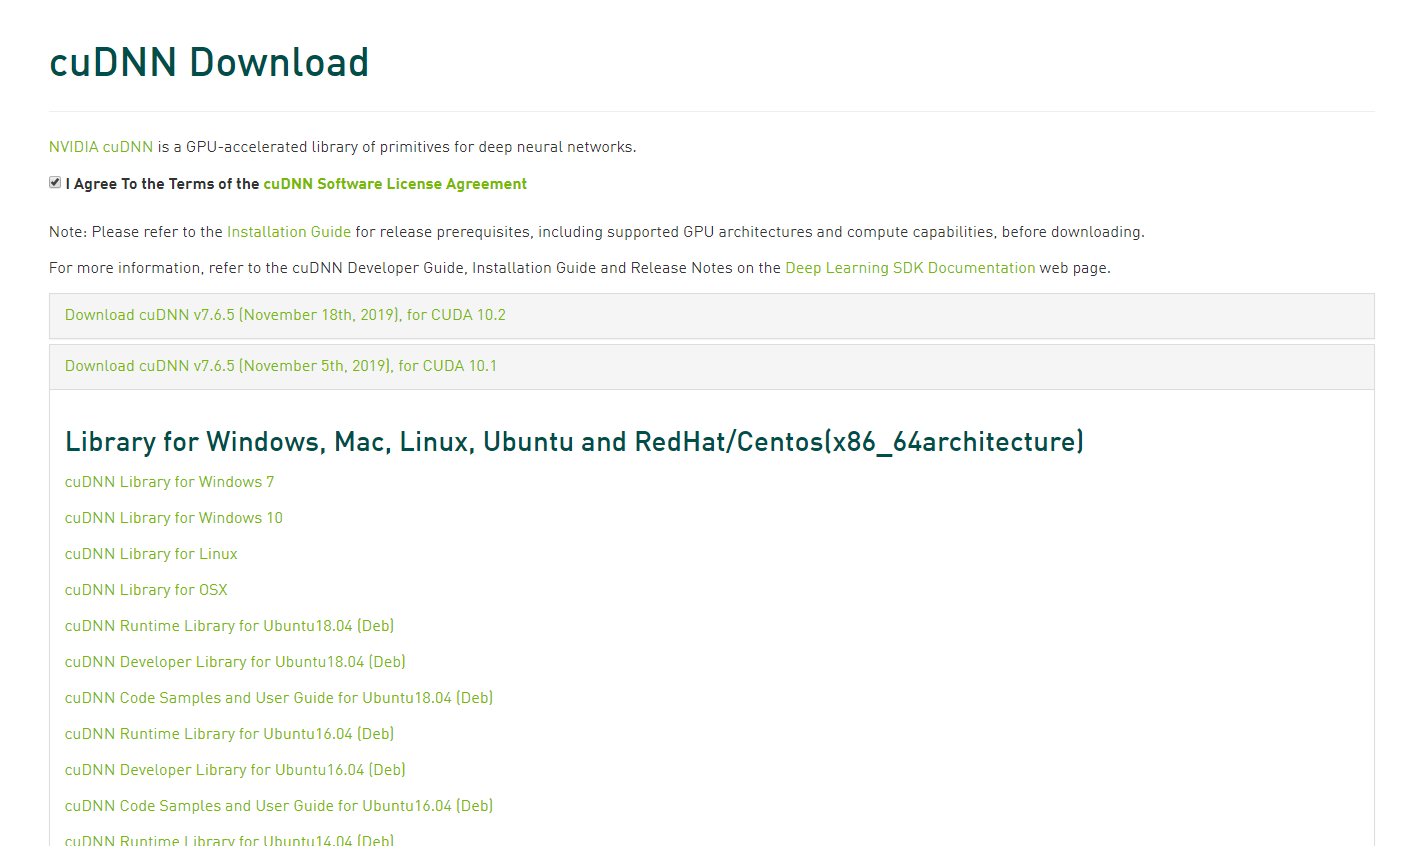 cuDNN Download
NVIDIA cuDNN is a GPU-accelerated library of primitives for deep neural networks.
I Agree To the Terms of the cuDNN Software License Agreement
Note: Please refer to the Installation Guide for release prerequisites, including supported GPU architectures and compute capabilities, before downloading.
For more information, refer to the cuDNN Developer Guide, Installation Guide and Release Notes on the Deep Learning SDK Documentation web page.
Download cuDNN v7.6.5 (November 18th, 2019), for CUDA 10.2
Download cuDNN v7.6.5 (November 5th, 2019), for CUDA 10.1
Library for Windows, Mac, Linux, Ubuntu and RedHat/Centos(x86_64architecture)
cuDNN Library for Windows 7
cuDNN Library for Windows 10
cuDNN Library for Linux
cuDNN Library for OSX
cuDNN Runtime Library for Ubuntu18.04 (Deb)
cuDNN Developer Library for Ubuntu18.04 (Deb)
cuDNN Code Samples and User Guide for Ubuntu18.04 (Deb)
cuDNN Runtime Library for Ubuntu16.04 (Deb)
cuDNN Developer Library for Ubuntu16.04 (Deb)
cuDNN Code Samples and User Guide for Ubuntu16.04 (Deb)
cuDNN Runtime Library for Ubuntu14.04 (Deb)